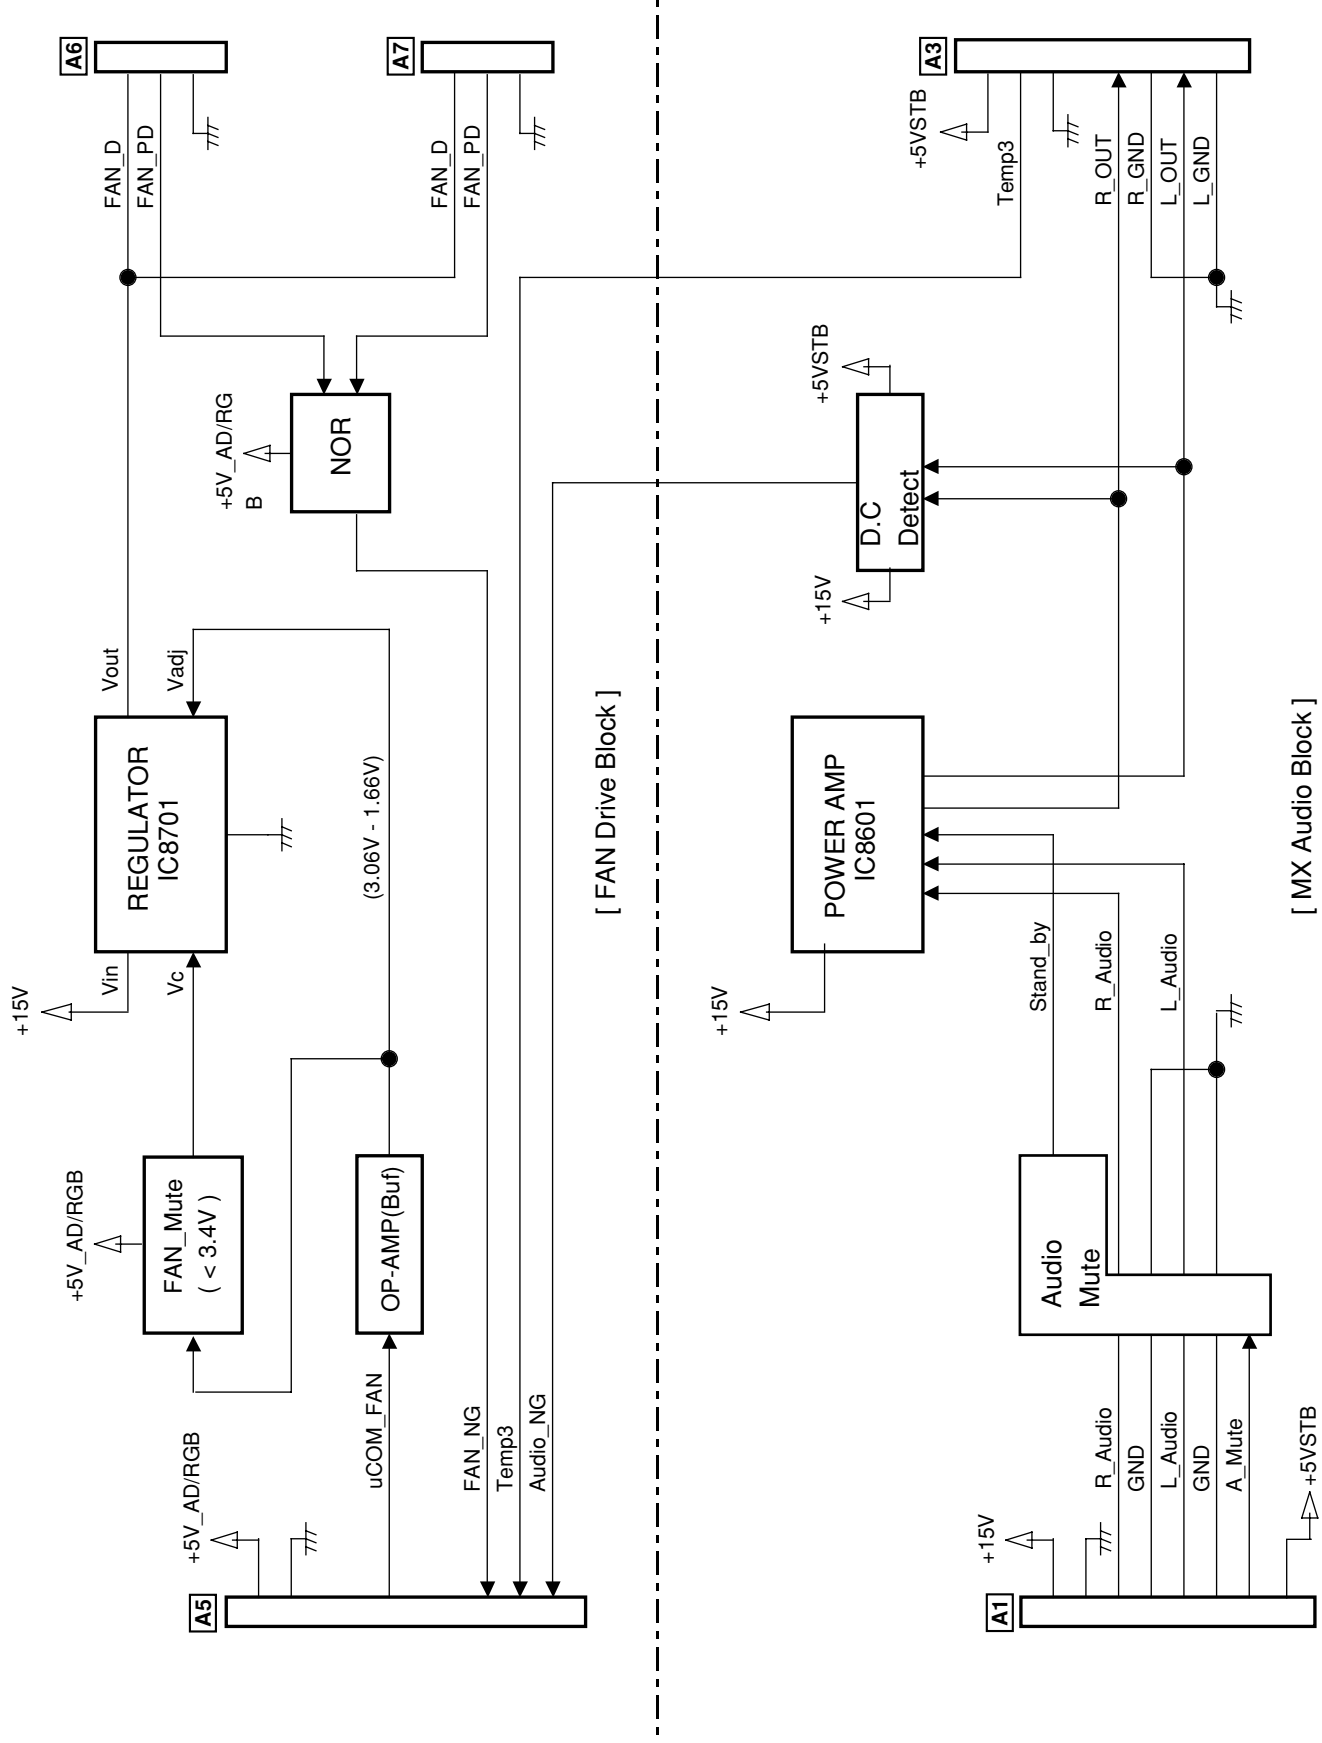 A6
FAN_D
FAN_PD
A7
FAN_D
FAN_PD
+15V
Vin
Vc
REGULATOR
IC8701
Vout
Vadj
+5V_AD/RG
B
NOR
+5V_AD/RGB
FAN_Mute
( < 3.4V )
OP-AMP(Buf)
(3.06V - 1.66V)
+5V_AD/RGB
A5
uCOM_FAN
FAN_NG
Temp3
Audio_NG
[ FAN Drive Block ]
A3
+5VSTB
Temp3
R_OUT
R_GND
L_OUT
L_GND
+5VSTB
D.C
Detect
+15V
+15V
POWER AMP
IC8601
Stand_by
R_Audio
L_Audio
Audio
Mute
+15V
A1
R_Audio
GND
L_Audio
GND
A_Mute
+5VSTB
[ MX Audio Block ]